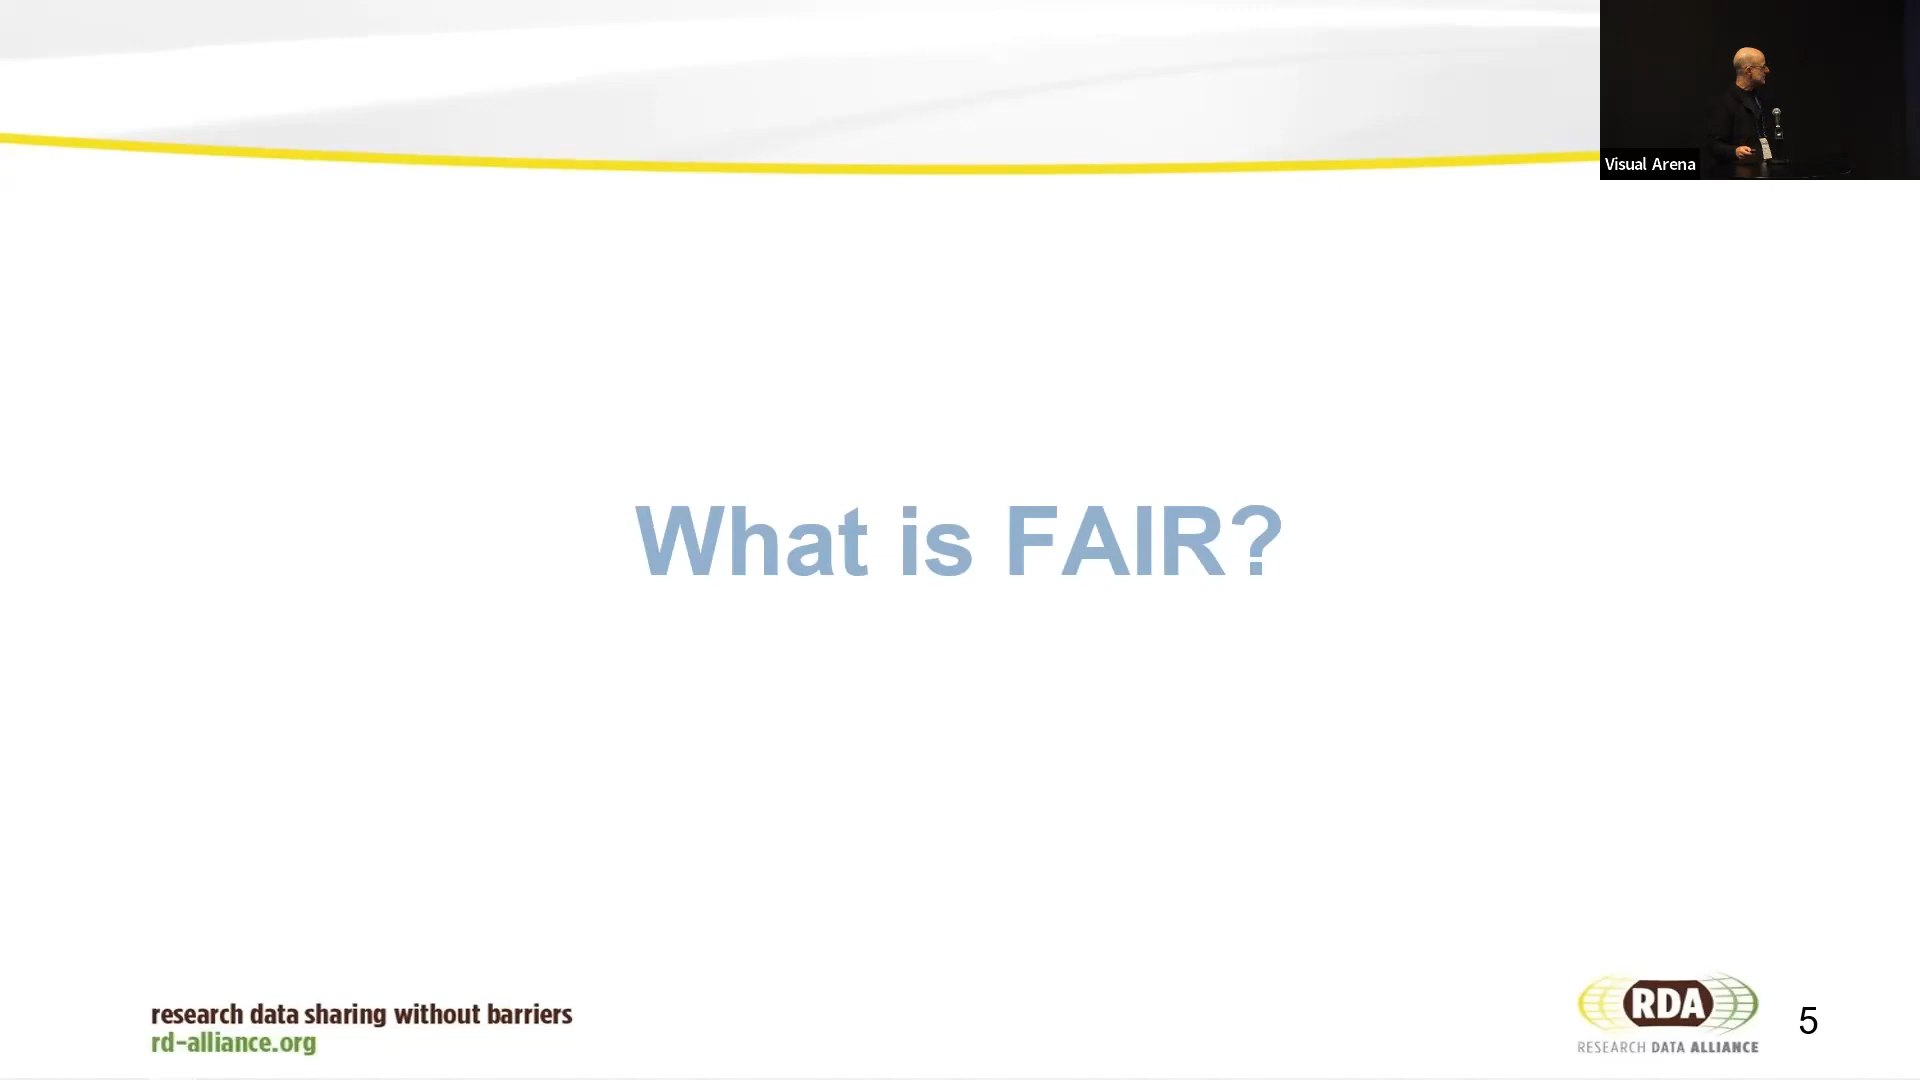 Visual Arena
What is FAIR?
research data sharing without barriers
rd-alliance.org
RDA
RESEARCH DATA ALLIANCE
5